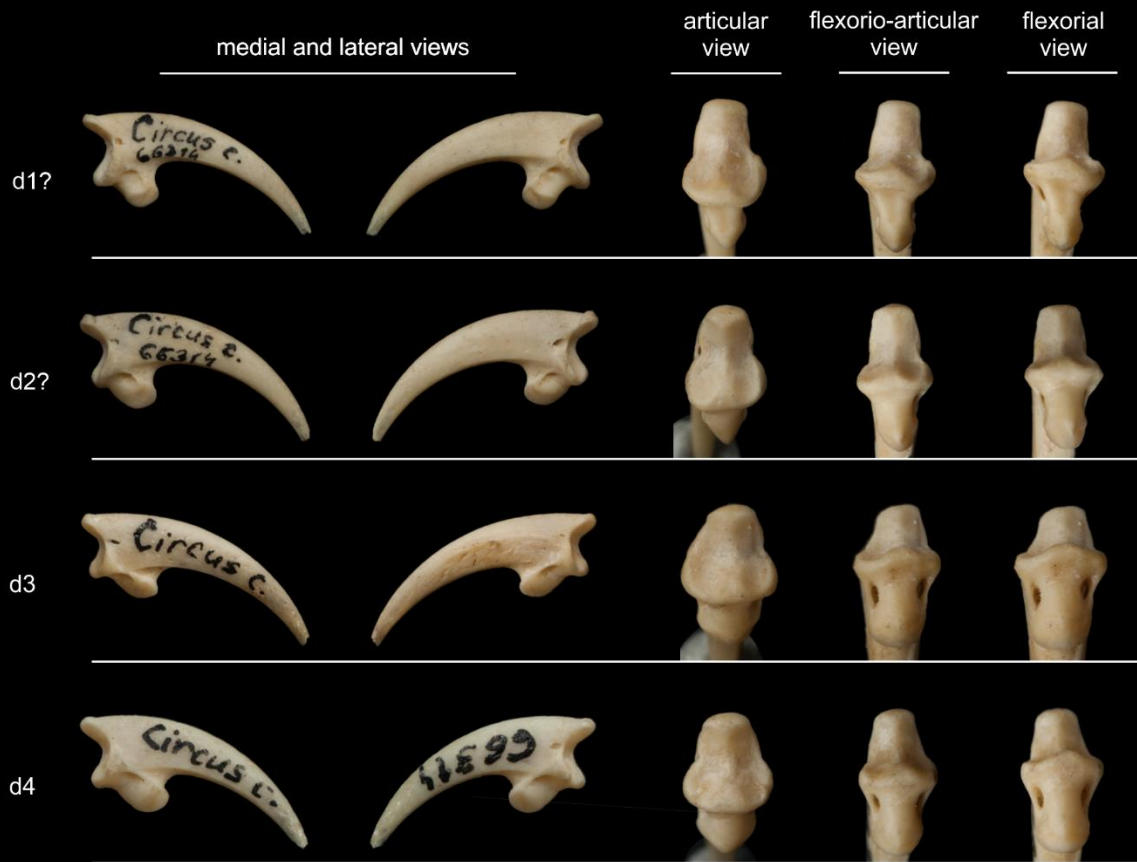 medial and lateral views
articular
view
flexorio-articular
view
flexorial
view
d1?
Circus c.
66314
d2?
Circus c.
66314
d3
Circus c.
d4
Circus c.
66314